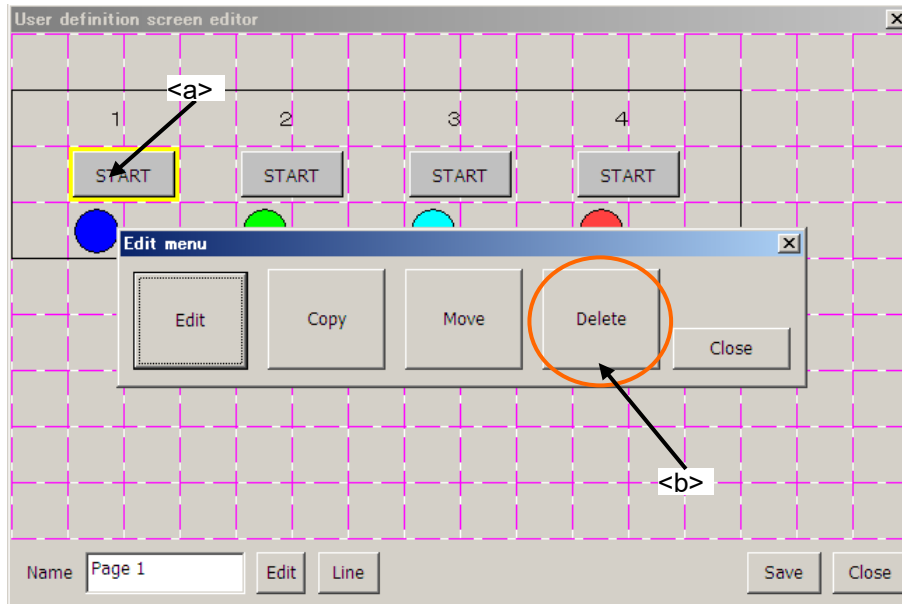 User definition screen editor
<a>
1 2 3 4
START START START START
Edit menu
Edit Copy Move Delete Close
<b>
Name Page 1 Edit Line Save Close